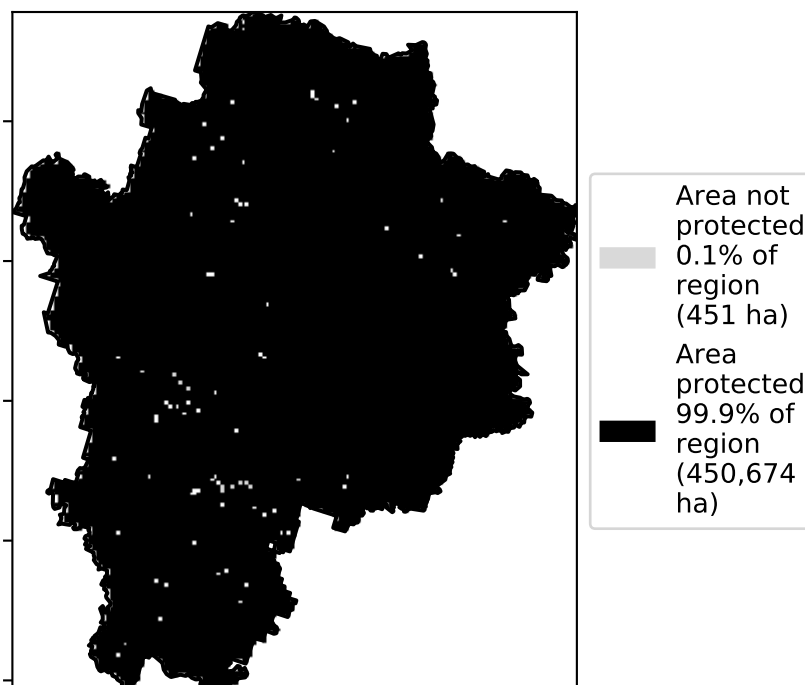 Area not
protected
0.1% of
region
(451 ha)
Area
protected
99.9% of
region
(450,674
ha)